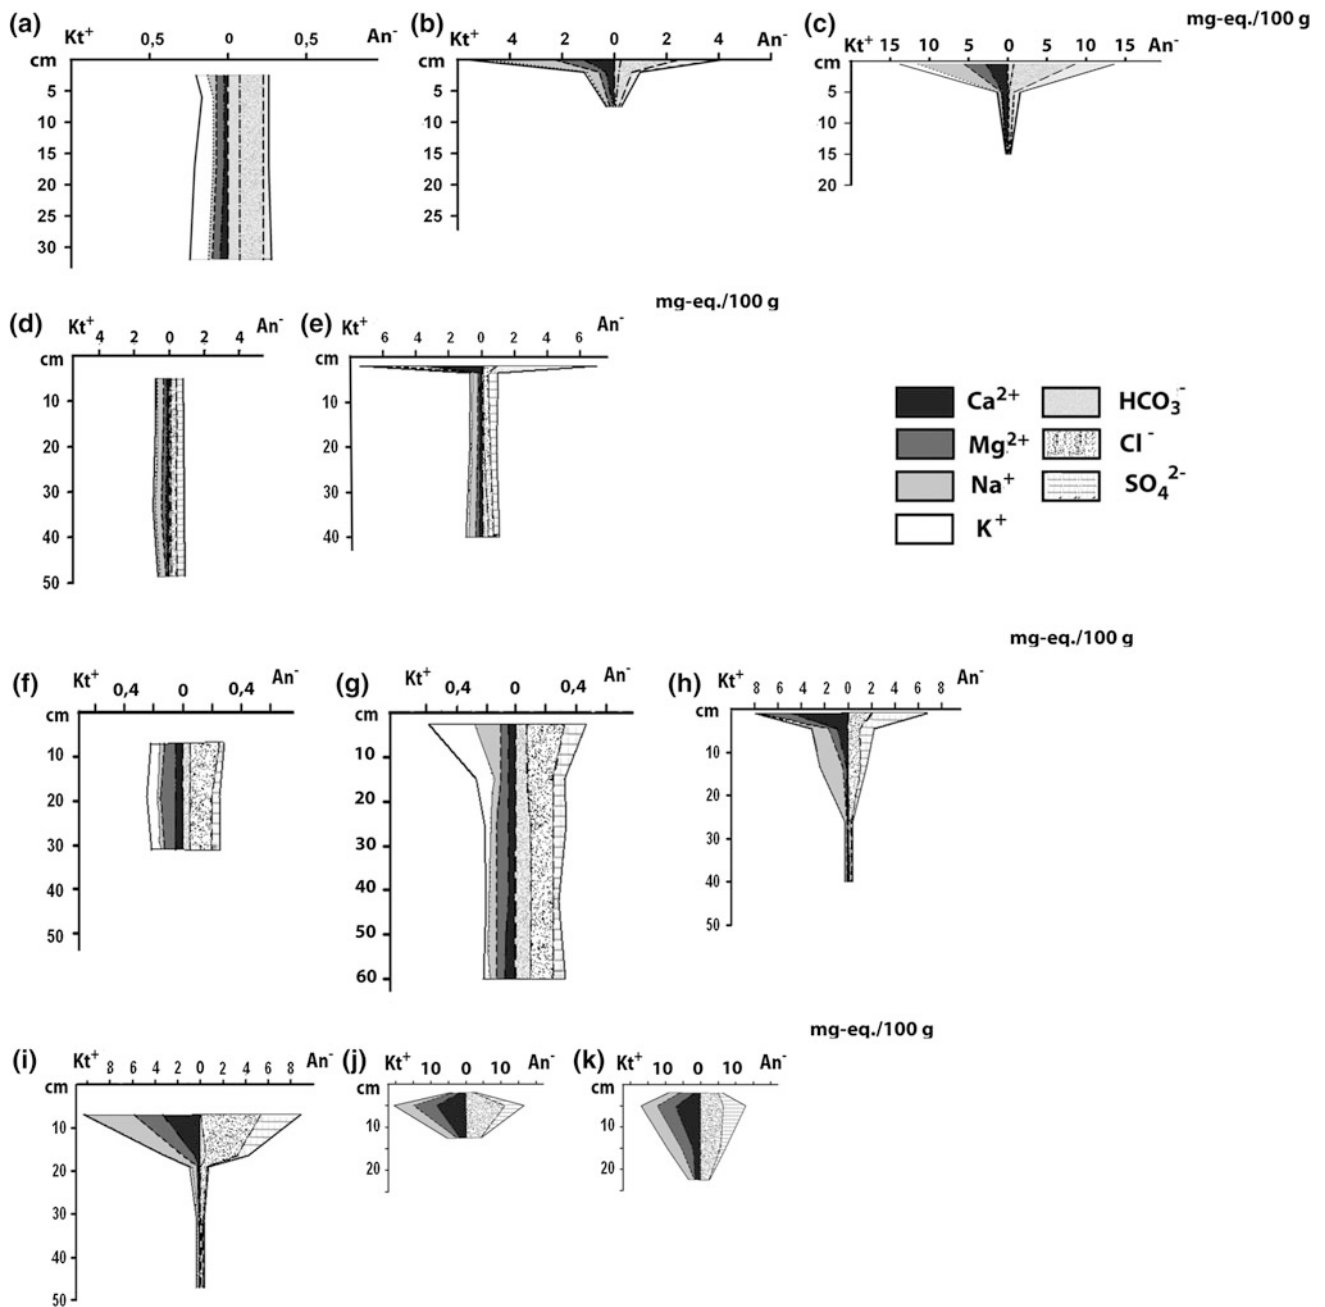 mg-eq./100 g
(a) Kt+ 0,5 0 0,5 An-
cm
5
10
15
20
25
30
(b) Kt+ 4 2 0 2 4 An-
cm
5
10
15
20
25
(c) Kt+ 15 10 5 0 5 10 15 An-
cm
5
10
15
20
mg-eq./100 g
(d) Kt+ 4 2 0 2 4 An-
cm
10
20
30
40
50
(e) Kt+ 6 4 2 0 2 4 6 An-
cm
10
20
30
40
Ca2+ HCO3-
Mg2+ Cl-
Na+ SO42-
K+
mg-eq./100 g
(f) Kt+ 0,4 0 0,4 An-
cm
10
20
30
40
50
(g) Kt+ 0,4 0 0,4 An-
cm
10
20
30
40
50
60
(h) Kt+ 8 6 4 2 0 2 4 6 8 An-
cm
10
20
30
40
50
mg-eq./100 g
(i) Kt+ 8 6 4 2 0 2 4 6 8 An-
cm
10
20
30
40
50
(j) Kt+ 10 0 10 An-
cm
10
20
(k) Kt+ 10 0 10 An-
cm
10
20